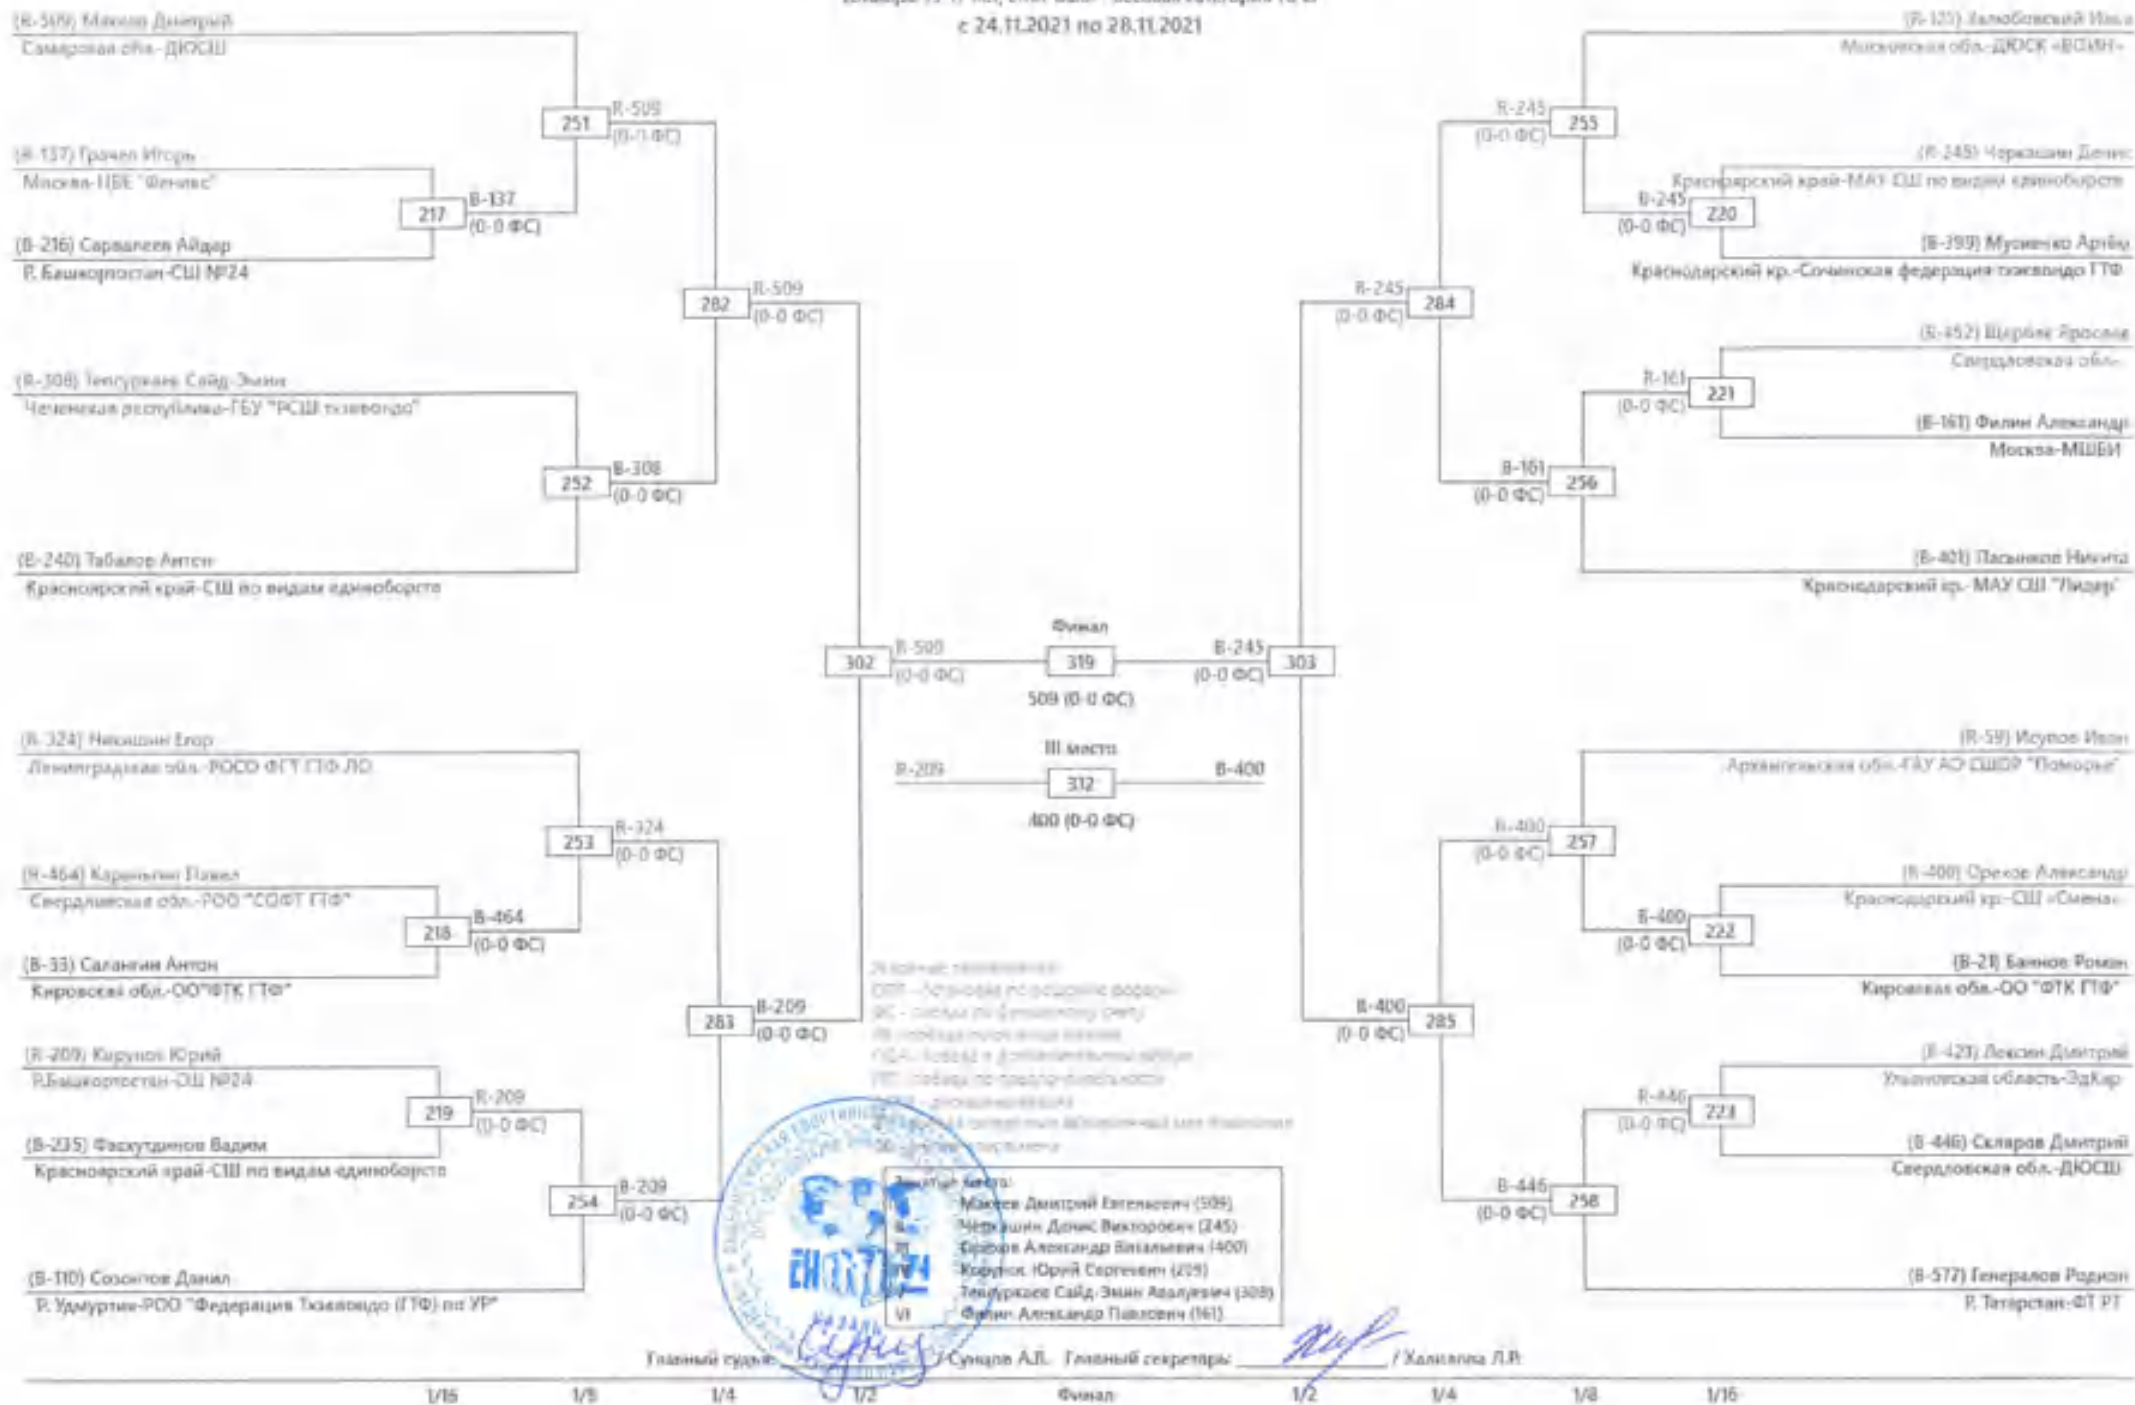 с 24.11.2021 по 28.11.2021
(R-509) Макеев Дмитрий
Самарская обл.-ДЮСШ
251
R-509
(0-0 ФС)
(R-137) Грачев Игорь
Москва- "Феникс"
217
B-137
(0-0 ФС)
(B-216) Сарвалеев Айдар
Р. Башкортостан-СШ №24
282
R-509
(0-0 ФС)
(R-308) Сайд-Эмин
Чеченская республика-ГБУ "РСШ тхэквондо"
252
B-308
(0-0 ФС)
(B-240) Табалов Антон
Красноярский край-СШ по видам единоборств
302
R-509
(0-0 ФС)
(R-324) Никишин Егор
Ленинградская обл.-РОСО ФГТ ГТФ ЛО
253
R-324
(0-0 ФС)
(R-464) Павел
Свердловская обл.-РОО "СОФТ ГТФ"
218
B-464
(0-0 ФС)
(B-33) Салангин Антон
Кировская обл.-ОО"ФТК ГТФ"
283
B-209
(0-0 ФС)
(R-209) Юрий
Р.Башкортостан-СШ №24
219
R-209
(0-0 ФС)
(B-235) Фасхутдинов Вадим
Красноярский край-СШ по видам единоборств
254
B-209
(0-0 ФС)
(B-110) Созонтов Данил
Р. Удмуртия-РОО "Федерация Тхэквондо (ГТФ) по УР"
Финал
319
509 (0-0 ФС)
III место
R-209
332
B-400
400 (0-0 ФС)
Московская обл.-ДЮСК «ВОИН»
255
R-245
(0-0 ФС)
(R-245) Черкашин Денис
Красноярский край-МАУ СШ по видам единоборств
220
B-245
(0-0 ФС)
(B-399) Мусиенко Артём
Краснодарский кр.-Сочинская федерация тхэквондо ГТФ
284
R-245
(0-0 ФС)
(R-452) Щербак Ярослав
Свердловская обл.-
221
R-161
(0-0 ФС)
(B-161) Филин Александр
Москва-МШБИ
256
B-161
(0-0 ФС)
(B-401) Пасынков Никита
Краснодарский кр.- МАУ СШ "Лидер"
303
B-245
(0-0 ФС)
(R-59) Исупов Иван
Архангельская обл.-ГАУ АО СШОР "Поморье"
257
R-400
(0-0 ФС)
(R-400) Орехов Александр
Краснодарский кр.-СШ «Смена»
222
B-400
(0-0 ФС)
(B-21) Баннов Роман
Кировская обл.-ОО "ФТК ГТФ"
285
B-400
(0-0 ФС)
Лексин Дмитрий
Ульяновская область-
223
R-446
(0-0 ФС)
(B-446) Скляров Дмитрий
Свердловская обл.-ДЮСШ
258
B-446
(0-0 ФС)
(B-577) Генералов Родион
Р. Татарстан-ФТ РТ
Занятые места:
Макеев Дмитрий Евгеньевич (509)
II Черкашин Денис Викторович (245)
III Орехов Александр Витальевич (400)
Юрий Сергеевич (209)
V Сайд-Эмин (308)
VI Филин Александр Павлович (161)
КАЗАНЬ
Главный судья: / Сунцов А.Л. Главный секретарь: / Халиллова Л.Р.
1/16 1/8 1/4 1/2 Финал 1/2 1/4 1/8 1/16